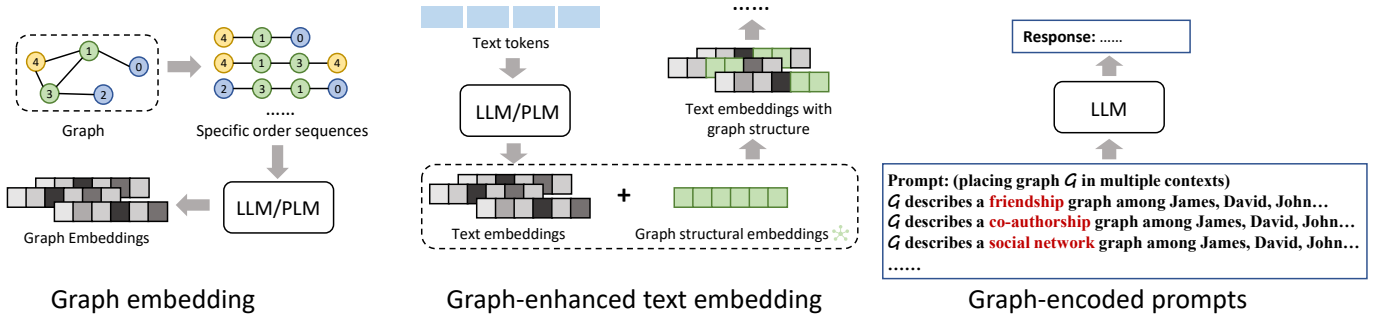 4
1
0
3
2
Graph
4 1 0
4 1 3 4
2 3 1 0
......
Specific order sequences
LLM/PLM
Graph Embeddings
Graph embedding
Text tokens
LLM/PLM
Text embeddings
+
Graph structural embeddings
Text embeddings with
graph structure
......
Graph-enhanced text embedding
Response: ......
LLM
Prompt: (placing graph G in multiple contexts)
G describes a friendship graph among James, David, John...
G describes a co-authorship graph among James, David, John...
G describes a social network graph among James, David, John...
......
Graph-encoded prompts